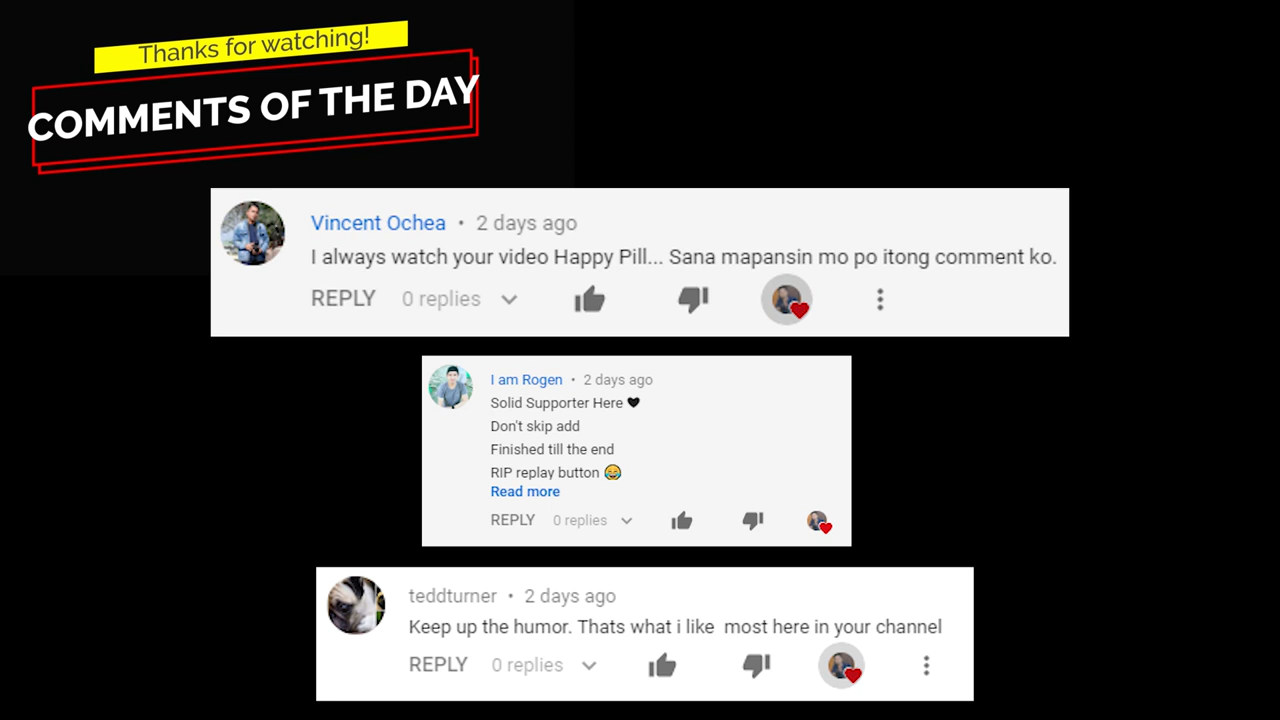 Thanks for watching!
COMMENTS OF THE DAY
Vincent Ochea • 2 days ago
I always watch your video Happy Pill... Sana mapansin mo po itong comment ko.
REPLY 0 replies
I am Rogen • 2 days ago
Solid Supporter Here 🖤
Don't skip add
Finished till the end
RIP replay button 😂
Read more
REPLY 0 replies
teddturner • 2 days ago
Keep up the humor. Thats what i like  most here in your channel
REPLY 0 replies